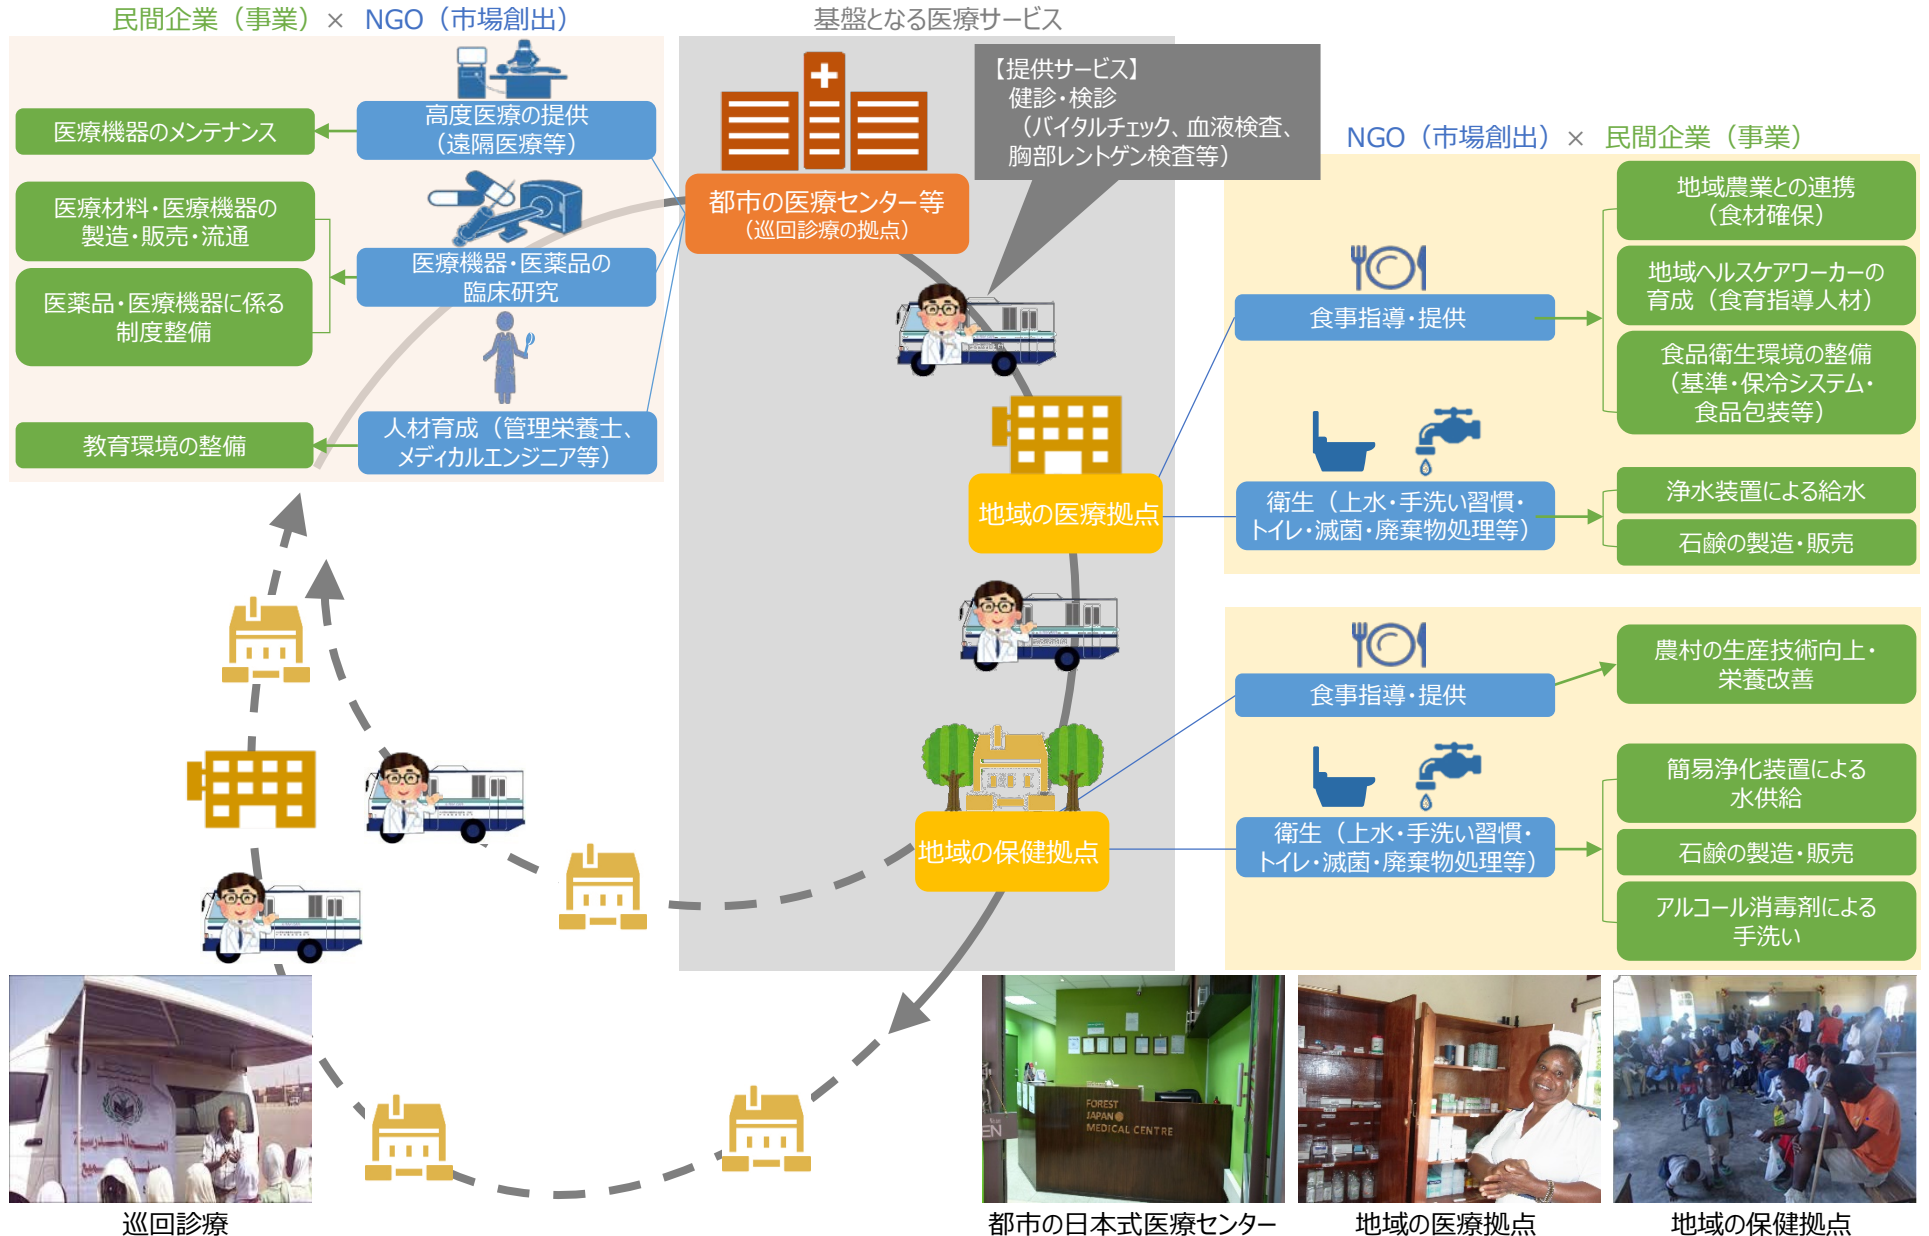 民間企業（事業）× NGO（市場創出）
高度医療の提供
（遠隔医療等）
医療機器のメンテナンス
医療材料・医療機器の
製造・販売・流通
医薬品・医療機器に係る
制度整備
医療機器・医薬品の
臨床研究
人材育成（管理栄養士、
メディカルエンジニア等）
教育環境の整備
基盤となる医療サービス
【提供サービス】
健診・検診
（バイタルチェック、血液検査、
胸部レントゲン検査等）
都市の医療センター等
（巡回診療の拠点）
地域の医療拠点
地域の保健拠点
NGO（市場創出）× 民間企業（事業）
食事指導・提供
地域農業との連携
（食材確保）
地域ヘルスケアワーカーの
育成（食育指導人材）
食品衛生環境の整備
（基準・保冷システム・
食品包装等）
衛生（上水・手洗い習慣・
トイレ・滅菌・廃棄物処理等）
浄水装置による給水
石鹸の製造・販売
食事指導・提供
農村の生産技術向上・
栄養改善
衛生（上水・手洗い習慣・
トイレ・滅菌・廃棄物処理等）
簡易浄化装置による
水供給
石鹸の製造・販売
アルコール消毒剤による
手洗い
FOREST
JAPAN
MEDICAL CENTRE
EN
巡回診療
都市の日本式医療センター
地域の医療拠点
地域の保健拠点